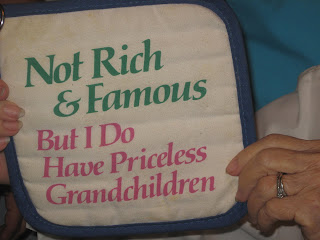 Not Rich
& Famous
But I Do
Have Priceless
Grandchildren